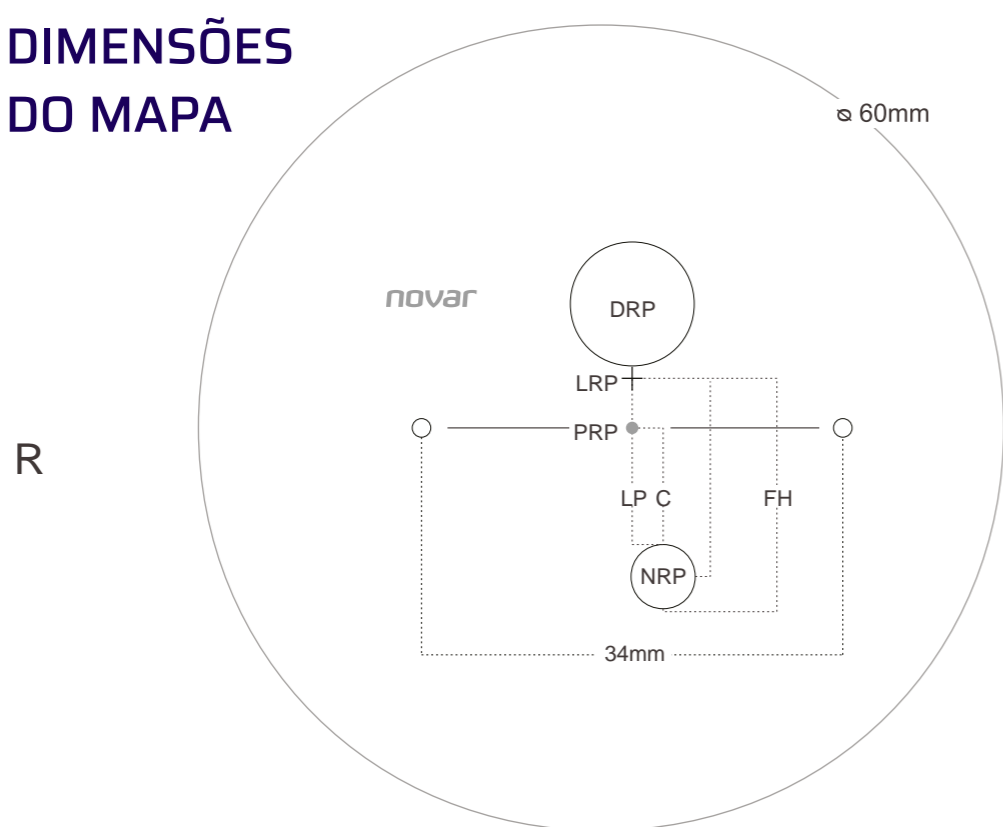 DIMENSÕES
DO MAPA
⌀ 60mm
novar
DRP
LRP
PRP
R
LP C FH
NRP
34mm